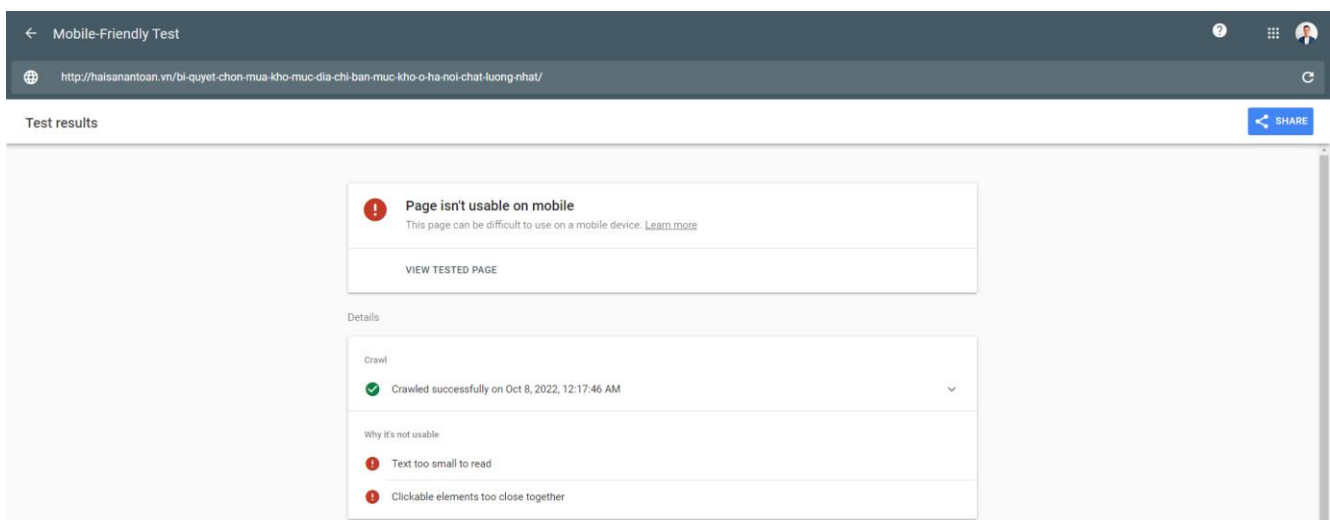 Mobile-Friendly Test
http://haisanantoan.vn/bi-quyet-chon-mua-kho-muc-dia-chi-ban-muc-kho-o-ha-noi-chat-luong-nhat/
Test results
SHARE
Page isn't usable on mobile
This page can be difficult to use on a mobile device. Learn more
VIEW TESTED PAGE
Details
Crawl
Crawled successfully on Oct 8, 2022, 12:17:46 AM
Why it's not usable
Text too small to read
Clickable elements too close together